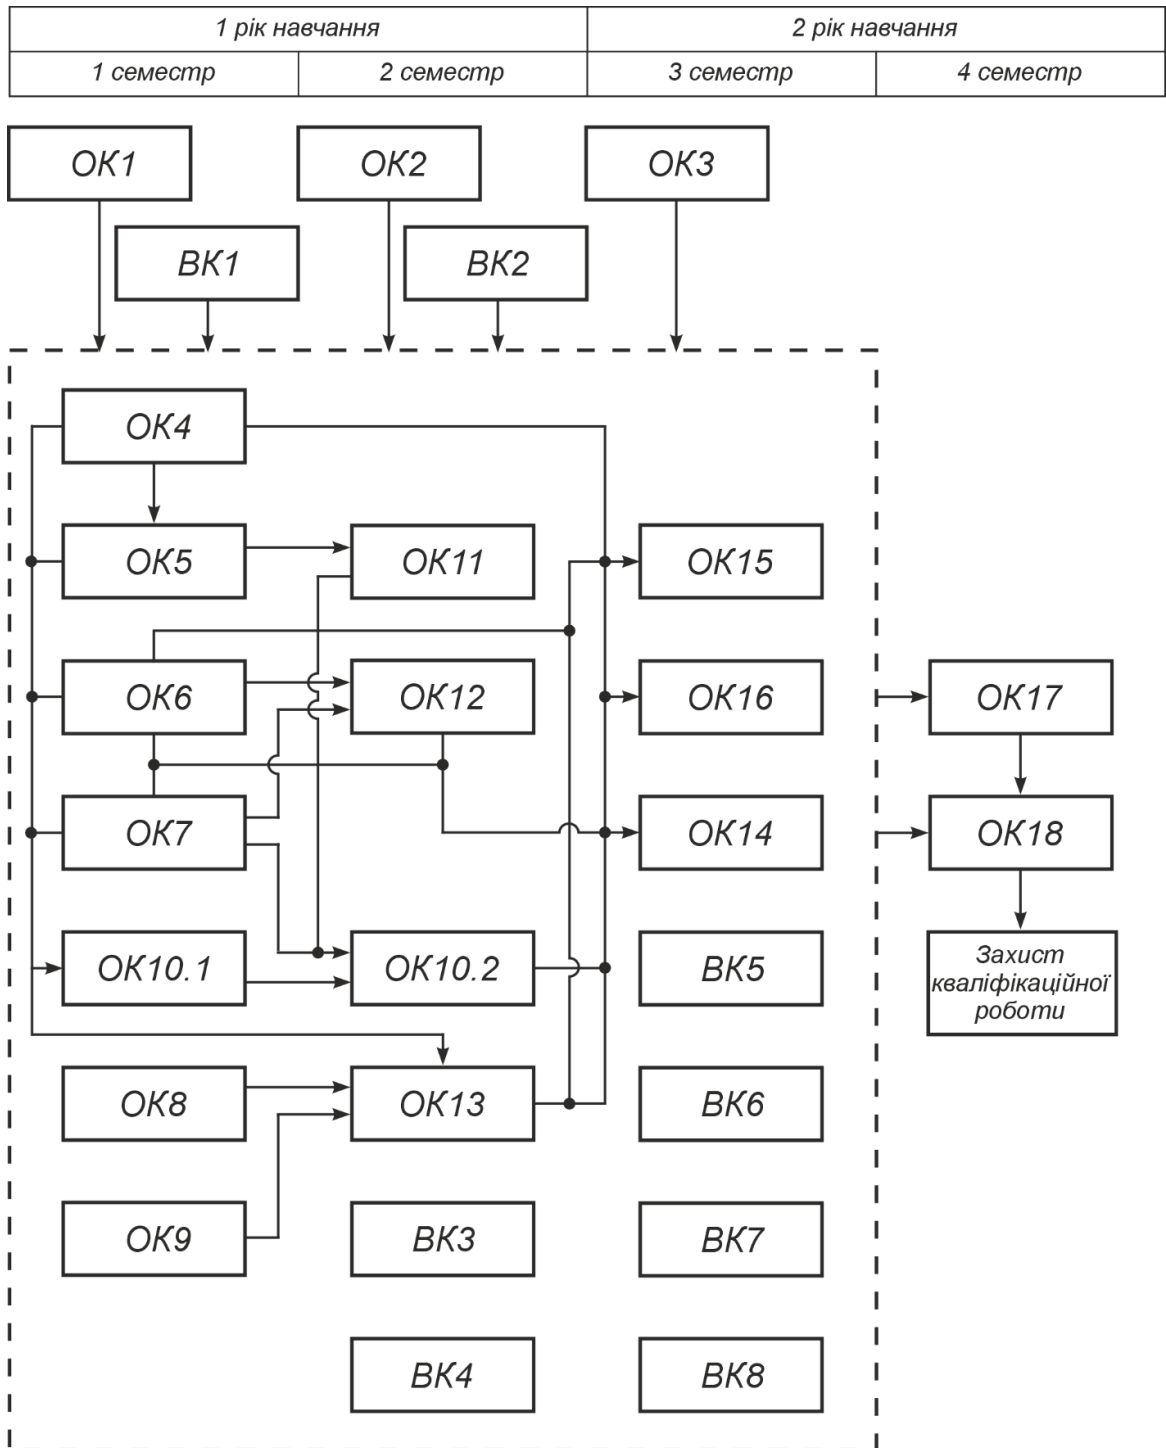 1 рік навчання
2 рік навчання
1 семестр
2 семестр
3 семестр
4 семестр
ОК1
ОК2
ОК3
ВК1
ВК2
ОК4
ОК5
ОК11
ОК15
ОК6
ОК12
ОК16
ОК17
ОК7
ОК14
ОК18
ОК10.1
ОК10.2
ВК5
Захист
кваліфікаційної
роботи
ОК8
ОК13
ВК6
ОК9
ВК3
ВК7
ВК4
ВК8